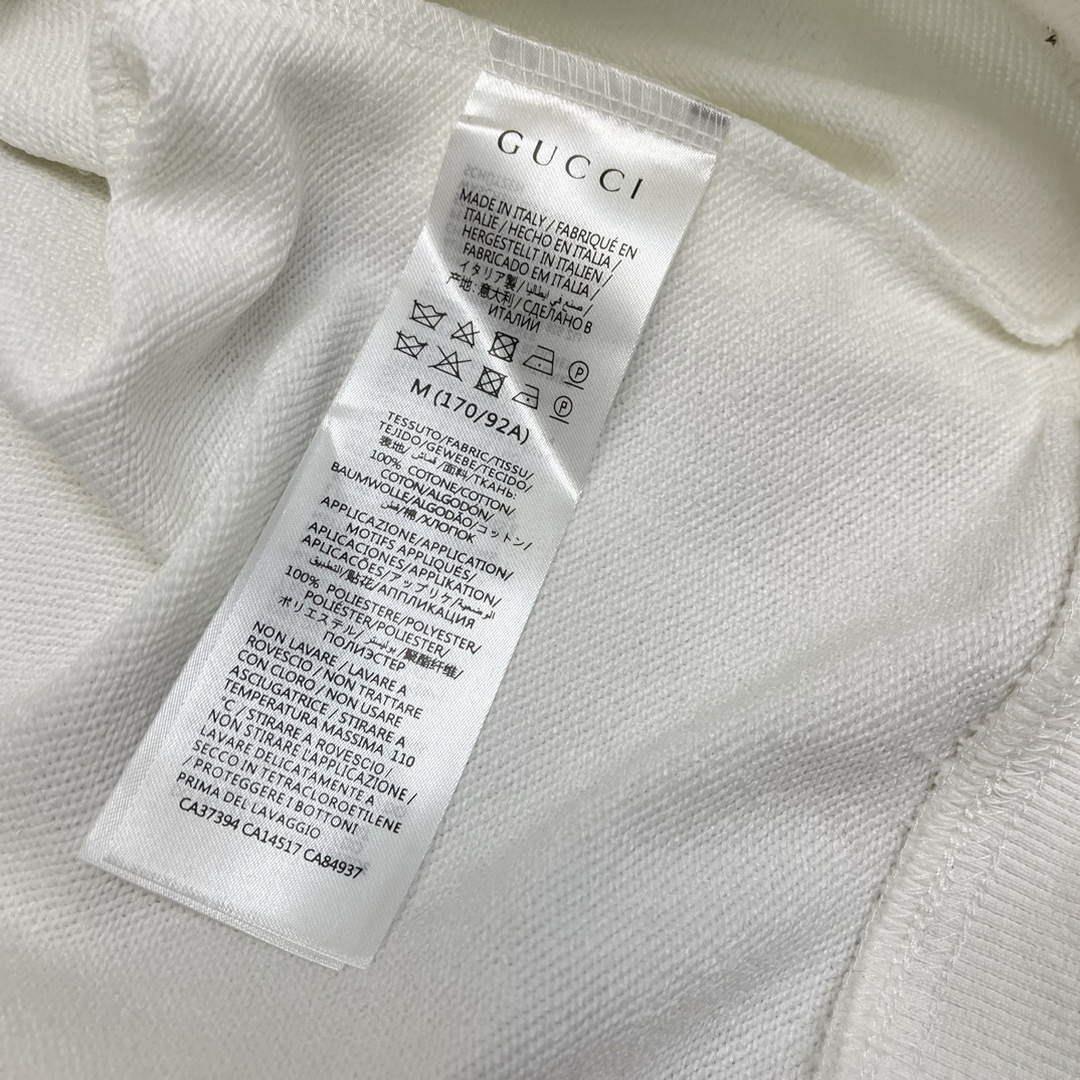 GUCCI
MADE IN ITALY / FABRIQUÉ EN
ITALIE / HECHO EN ITALIA /
HERGESTELLT IN ITALIEN /
FABRICADO EM ITALIA /
イタリア製 / صنع في ايطاليا /
产地: 意大利 / СДЕЛАНО В
ИТАЛИИ
P
P
M (170/92A)
TESSUTO/FABRIC/TISSU/
TEJIDO/GEWEBE/TECIDO/
表地/ قماش /面料/ТКАНЬ:
100% COTONE/COTTON/
COTON/ALGODÓN/
BAUMWOLLE/ALGODÃO/コットン/
قطن/棉/ХЛОПОК
APPLICAZIONE/APPLICATION/
MOTIFS APPLIQUÉS/
APLICACIONES/APPLIKATION/
APLICACÕES/アップリケ/الوضعية
التطبيق/贴花/АППЛИКАЦИЯ
100% POLIESTERE/POLYESTER/
POLIÉSTER/POLIESTER/
ポリエステル/ بوليستر /聚酯纤维/
ПОЛИЭСТЕР
NON LAVARE / LAVARE A
ROVESCIO / NON TRATTARE
CON CLORO / NON USARE
ASCIUGATRICE / STIRARE A
TEMPERATURA MASSIMA 110
°C / STIRARE A ROVESCIO /
NON STIRARE L'APPLICAZIONE /
LAVARE DELICATAMENTE A
SECCO IN TETRACLOROETILENE
/ PROTEGGERE I BOTTONI
PRIMA DEL LAVAGGIO
CA37394 CA14517 CA84937